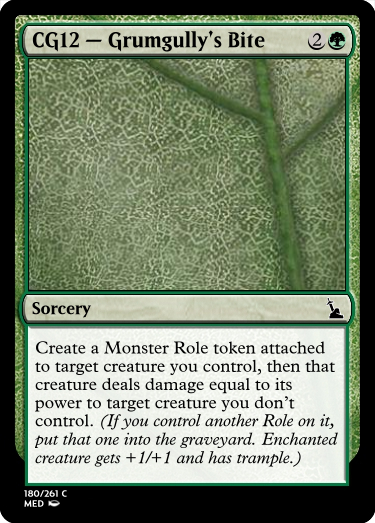 CG12 — Grumgully's Bite 2
Sorcery
Create a Monster Role token attached
to target creature you control, then that
creature deals damage equal to its
power to target creature you don't
control. (If you control another Role on it,
put that one into the graveyard. Enchanted
creature gets +1/+1 and has trample.)
180/261 C
MED